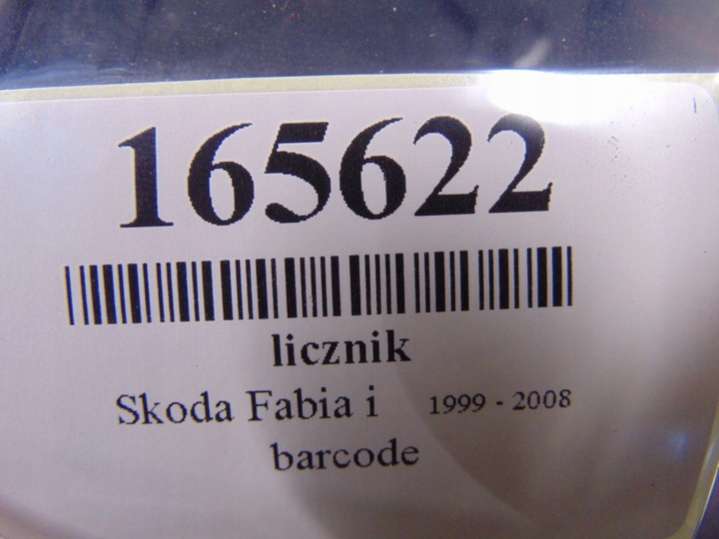 165622
licznik
Skoda Fabia i 1999 - 2008
barcode